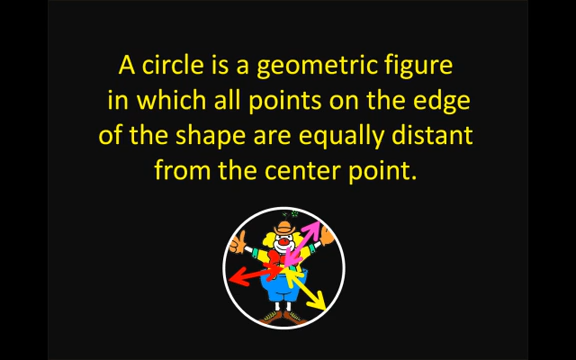 A circle is a geometric figure
in which all points on the edge
of the shape are equally distant
from the center point.